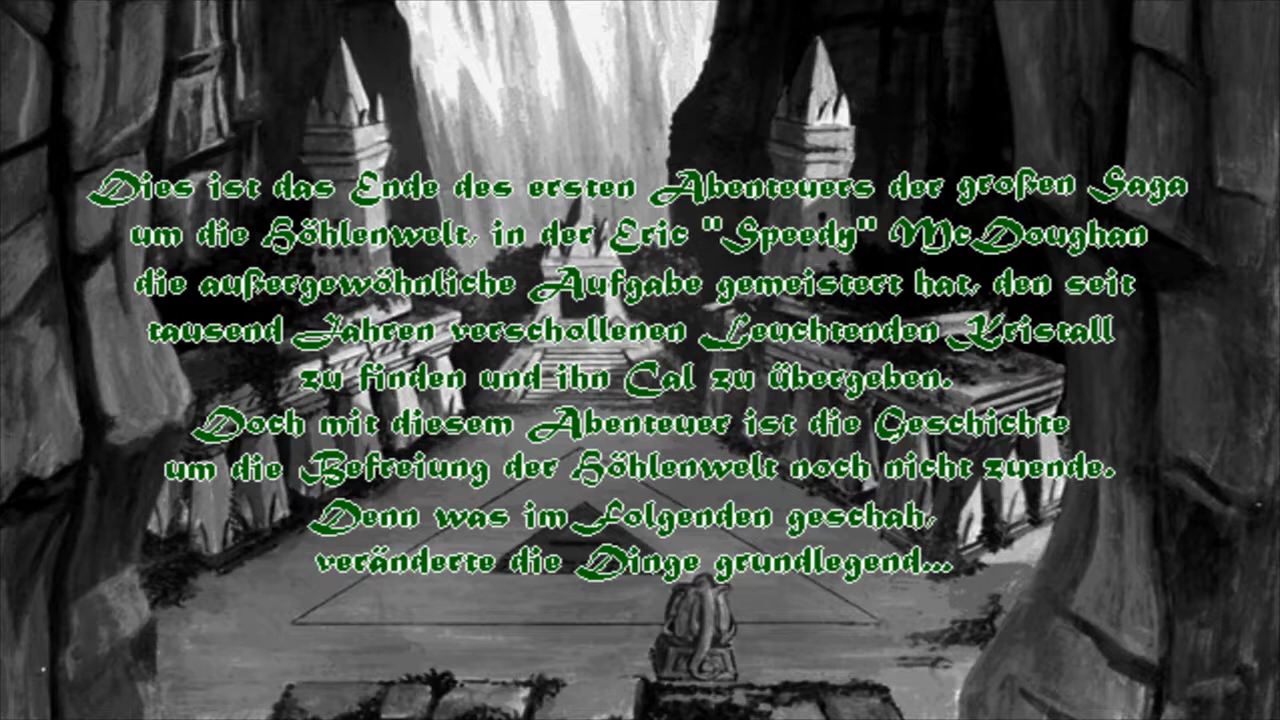 Dies ist das Ende des ersten Abenteuers der großen Saga
um die Höhlenwelt, in der Eric "Speedy" McDoughan
die außergewöhnliche Aufgabe gemeistert hat, den seit
tausend Jahren verschollenen Leuchtenden Kristall
zu finden und ihn Cal zu übergeben.
Doch mit diesem Abenteuer ist die Geschichte
um die Befreiung der Höhlenwelt noch nicht zuende.
Denn was im Folgenden geschah,
veränderte die Dinge grundlegend...